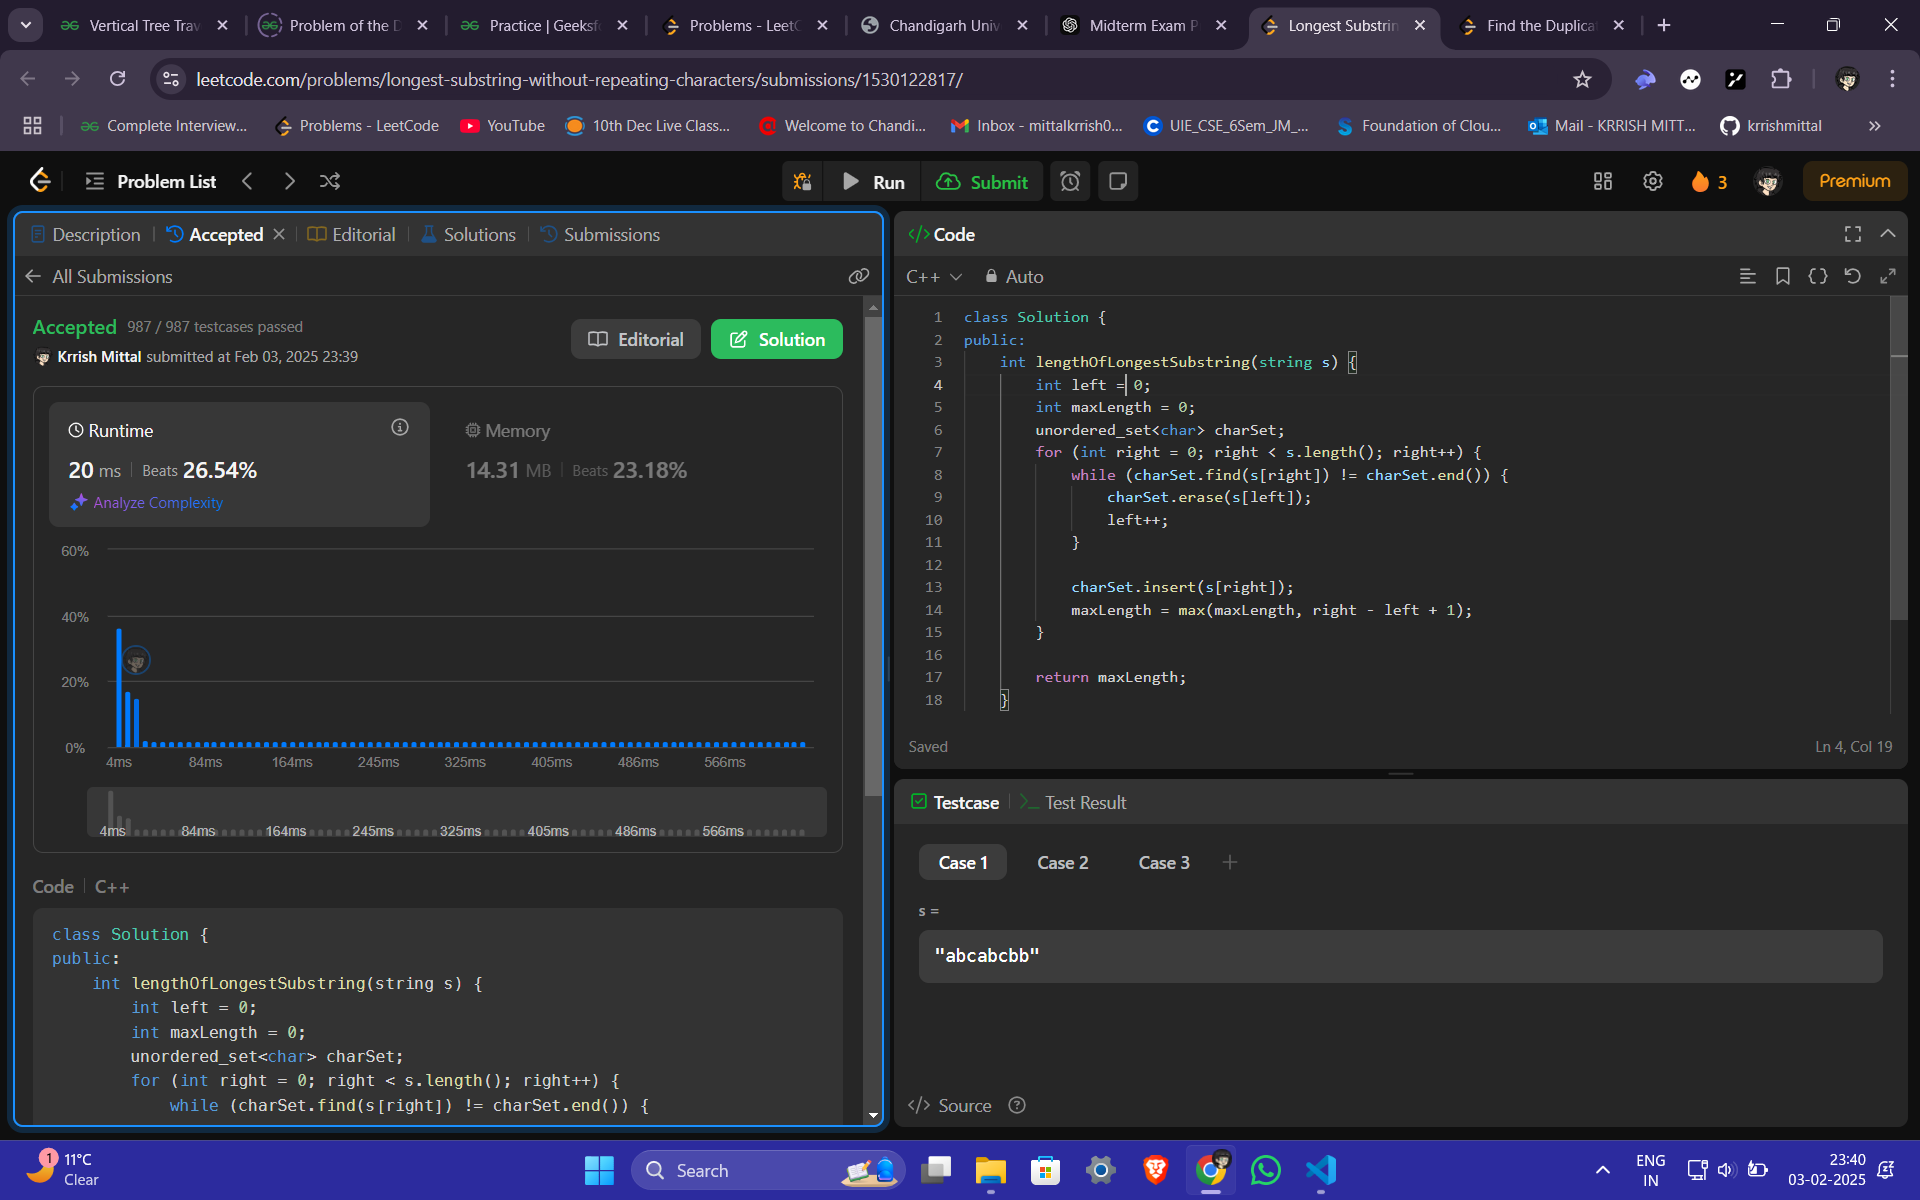 Vertical Tree Trav
Problem of the D
Practice | Geeksfo
Problems - LeetC
Chandigarh Univ
Midterm Exam P
Longest Substrin
Find the Duplica
leetcode.com/problems/longest-substring-without-repeating-characters/submissions/1530122817/
Complete Interview...
Problems - LeetCode
YouTube
10th Dec Live Class...
Welcome to Chandi...
Inbox - mittalkrrish0...
UIE_CSE_6Sem_JM_...
Foundation of Clou...
Mail - KRRISH MITT...
krrishmittal
Problem List
Run
Submit
3
Premium
Description
Accepted
Editorial
Solutions
Submissions
All Submissions
Accepted 987 / 987 testcases passed
Krrish Mittal submitted at Feb 03, 2025 23:39
Editorial
Solution
Runtime
20 ms | Beats 26.54%
Analyze Complexity
Memory
14.31 MB | Beats 23.18%
60%
40%
20%
0%
4ms 84ms 164ms 245ms 325ms 405ms 486ms 566ms
4ms 84ms 164ms 245ms 325ms 405ms 486ms 566ms
Code | C++
class Solution {
public:
    int lengthOfLongestSubstring(string s) {
        int left = 0;
        int maxLength = 0;
        unordered_set<char> charSet;
        for (int right = 0; right < s.length(); right++) {
            while (charSet.find(s[right]) != charSet.end()) {
</> Code
C++
Auto
1 class Solution {
2 public:
3     int lengthOfLongestSubstring(string s) {
4         int left = 0;
5         int maxLength = 0;
6         unordered_set<char> charSet;
7         for (int right = 0; right < s.length(); right++) {
8             while (charSet.find(s[right]) != charSet.end()) {
9                 charSet.erase(s[left]);
10                 left++;
11             }
12
13             charSet.insert(s[right]);
14             maxLength = max(maxLength, right - left + 1);
15         }
16
17         return maxLength;
18     }
Saved
Ln 4, Col 19
Testcase
Test Result
Case 1
Case 2
Case 3
s =
"abcabcbb"
</> Source
1
11°C
Clear
Search
ENG
IN
23:40
03-02-2025